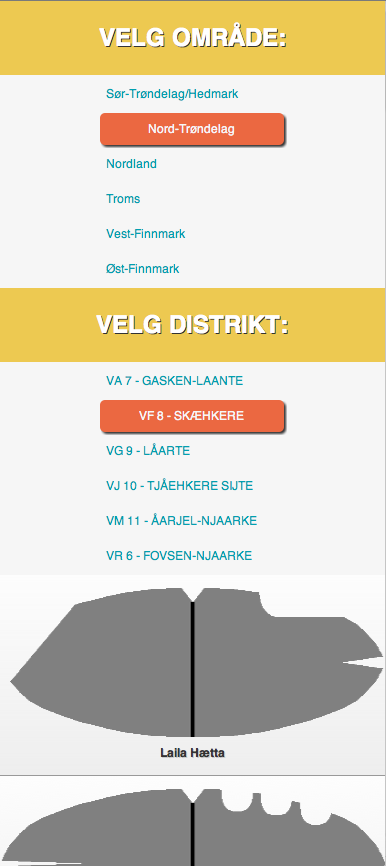 VELG OMRÅDE:
Sør-Trøndelag/Hedmark
Nord-Trøndelag
Nordland
Troms
Vest-Finnmark
Øst-Finnmark
VELG DISTRIKT:
VA 7 - GASKEN-LAANTE
VF 8 - SKÆHKERE
VG 9 - LÅARTE
VJ 10 - TJÅEHKERE SIJTE
VM 11 - ÅARJEL-NJAARKE
VR 6 - FOVSEN-NJAARKE
Laila Hætta